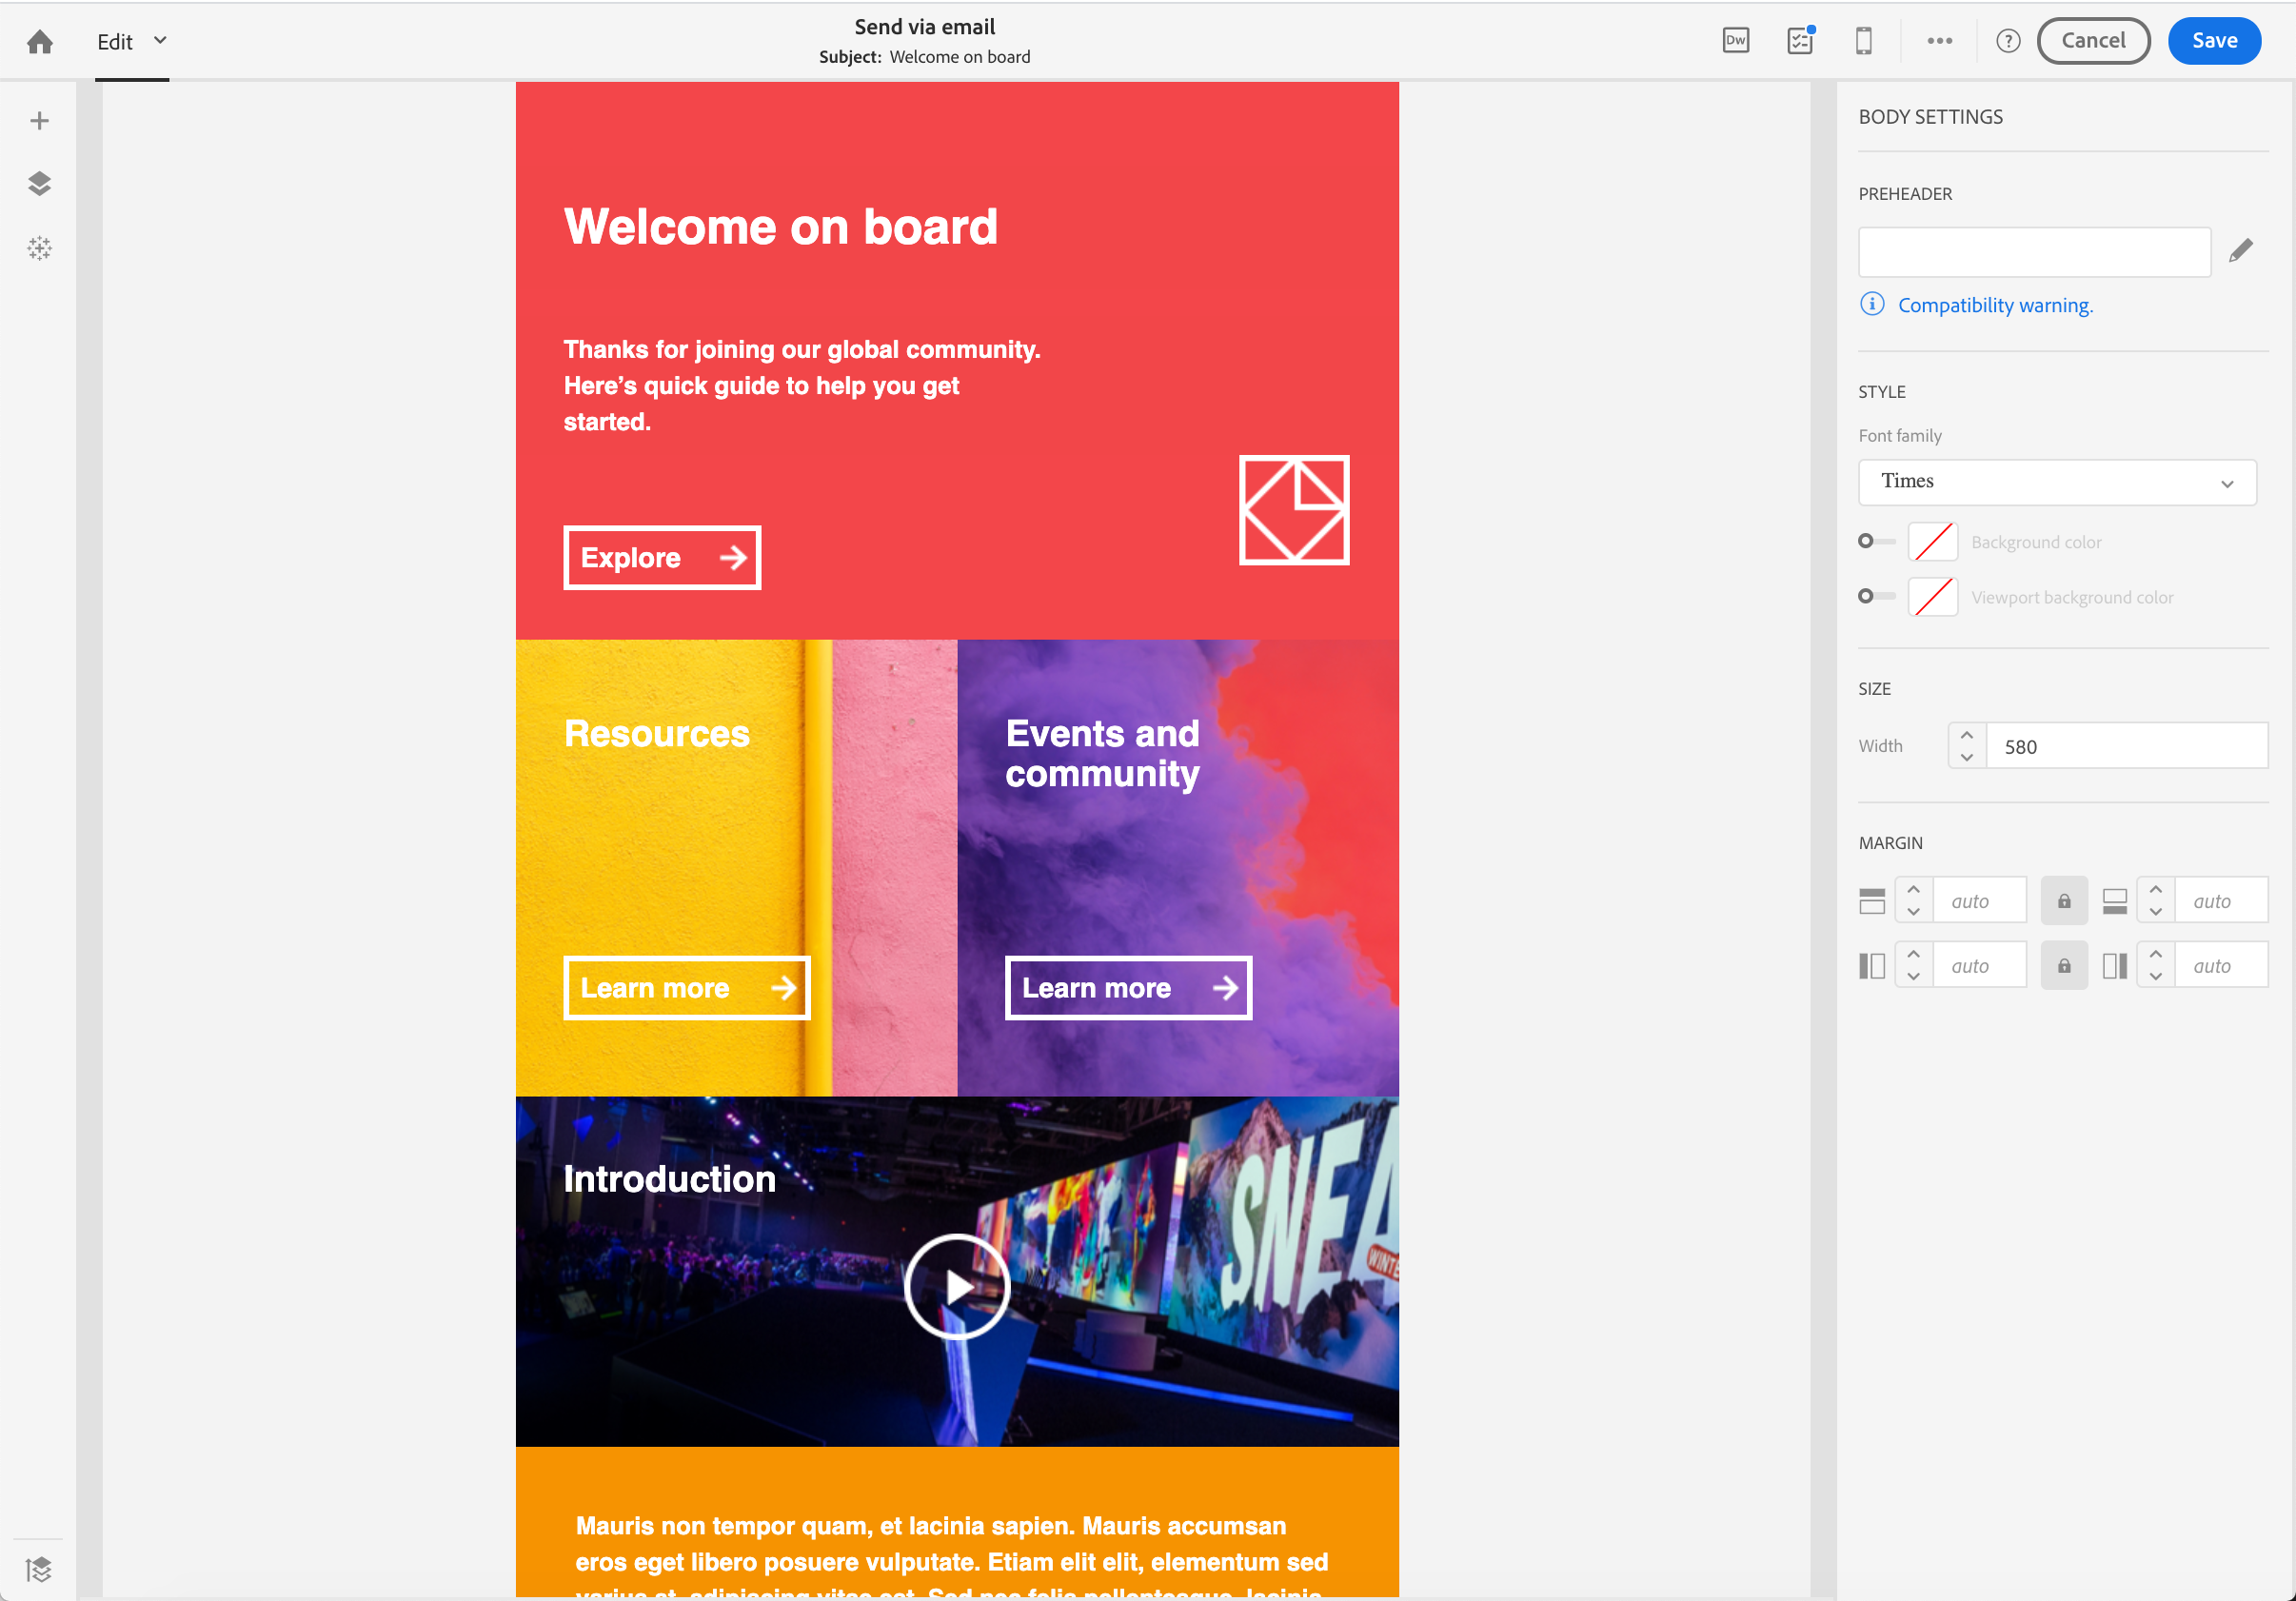 Edit
Send via email
Subject: Welcome on board
Dw
?
Cancel
Save
Welcome on board
Thanks for joining our global community.
Here’s quick guide to help you get
started.
Explore
Resources
Learn more
Events and
community
Learn more
Introduction
SNEA
WINTE
Mauris non tempor quam, et lacinia sapien. Mauris accumsan
eros eget libero posuere vulputate. Etiam elit elit, elementum sed
BODY SETTINGS
PREHEADER
Compatibility warning.
STYLE
Font family
Times
Background color
Viewport background color
SIZE
Width
580
MARGIN
auto
auto
auto
auto